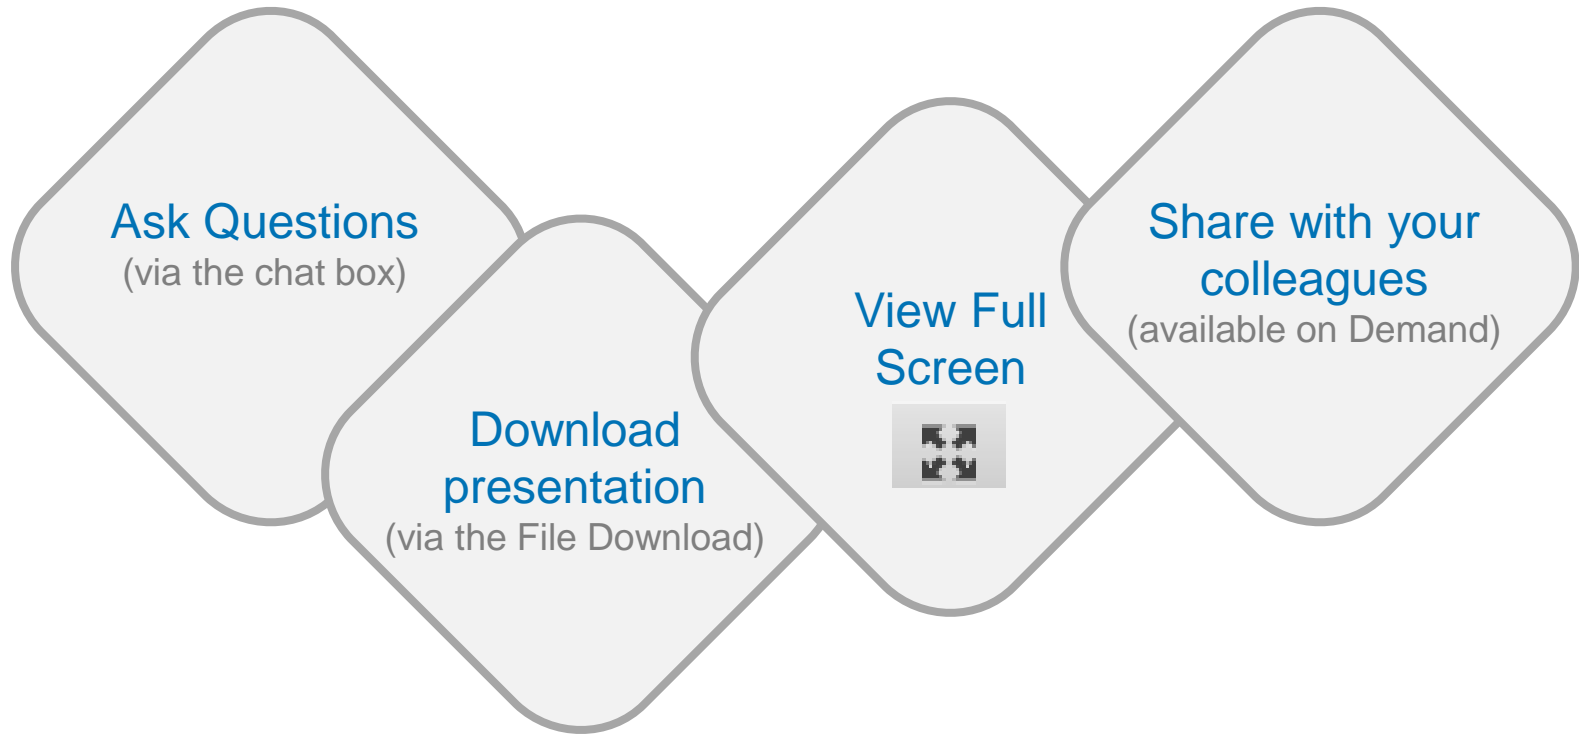 Ask Questions
(via the chat box)
Download
presentation
(via the File Download)
View Full
Screen
Share with your
colleagues
(available on Demand)